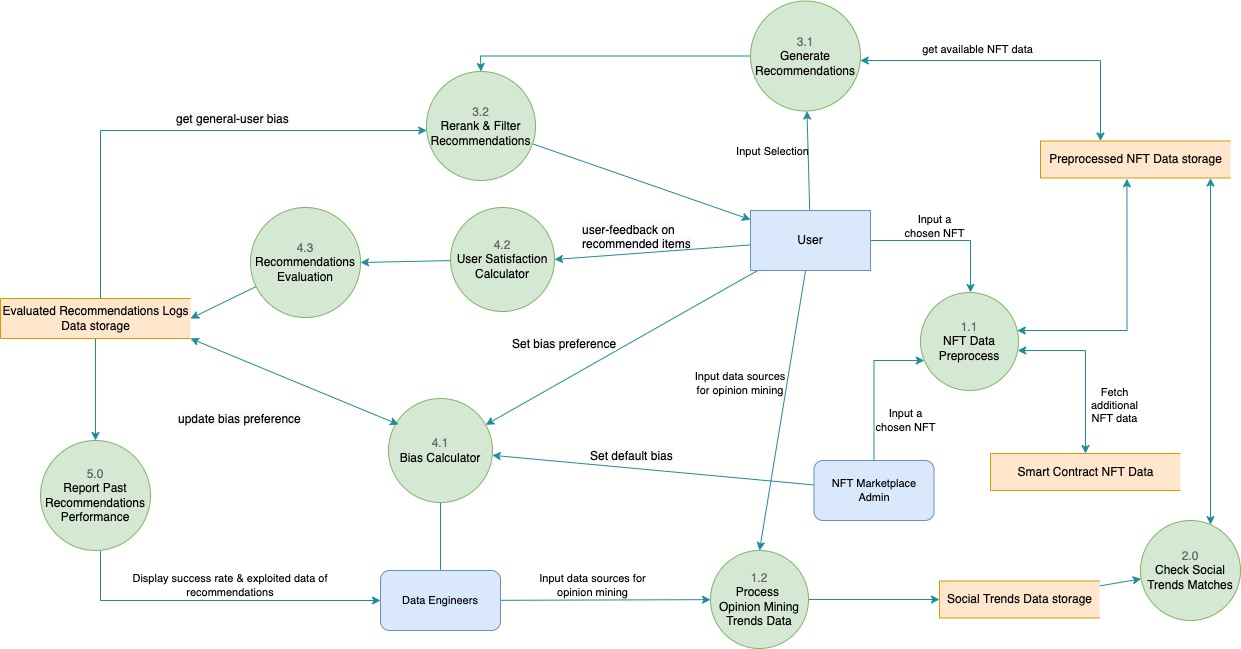 3.1
Generate
Recommendations
get available NFT data
3.2
Rerank & Filter
Recommendations
get general-user bias
Input Selection
Preprocessed NFT Data storage
User
Input a
chosen NFT
user-feedback on
recommended items
4.2
User Satisfaction
Calculator
4.3
Recommendations
Evaluation
Evaluated Recommendations Logs
Data storage
1.1
NFT Data
Preprocess
Set bias preference
Input data sources
for opinion mining
Fetch
additional
NFT data
Input a
chosen NFT
update bias preference
4.1
Bias Calculator
Set default bias
NFT Marketplace
Admin
Smart Contract NFT Data
5.0
Report Past
Recommendations
Performance
2.0
Check Social
Trends Matches
Display success rate & exploited data of
recommendations
Data Engineers
Input data sources for
opinion mining
1.2
Process
Opinion Mining
Trends Data
Social Trends Data storage